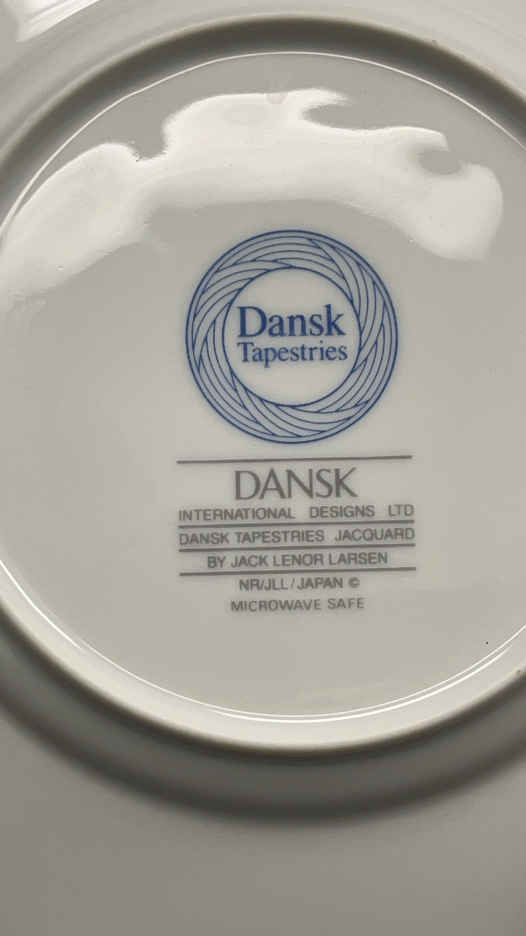 Dansk
Tapestries
DANSK
INTERNATIONAL DESIGNS LTD
DANSK TAPESTRIES JACQUARD
BY JACK LENOR LARSEN
NR/JLL/JAPAN ©
MICROWAVE SAFE